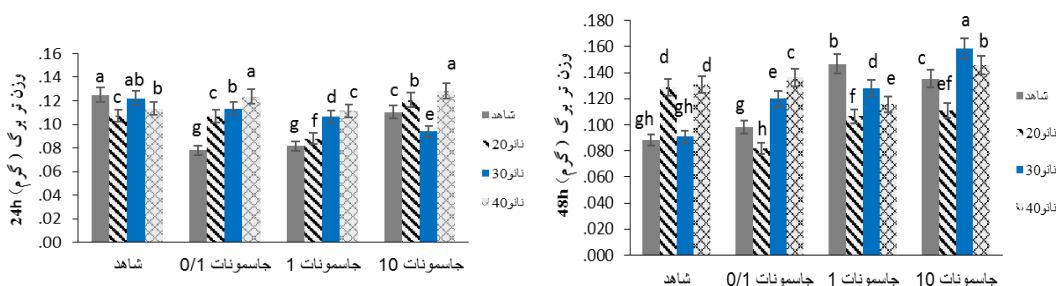 وزن تر برگ ( گرم) 24h
.16
.14
.12
.10
.08
.06
.04
.02
.00
a c ab b
g c b a
g f d c
b c e a
شاهد
جاسمونات 0/1
جاسمونات 1
جاسمونات 10
شاهد
نانو20
نانو30
نانو40
وزن تر برگ ( گرم) 48h
.180
.160
.140
.120
.100
.080
.060
.040
.020
.000
gh d gh d
g h e c
b f d e
c ef a b
شاهد
جاسمونات 0/1
جاسمونات 1
جاسمونات 10
شاهد
نانو20
نانو30
نانو40